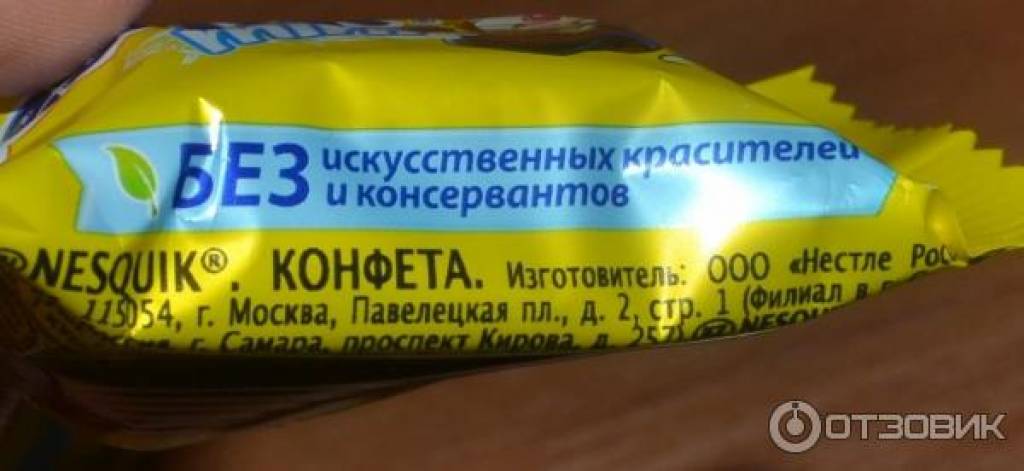 БЕЗ искусственных красителей
и консервантов
NESQUIK®. КОНФЕТА. Изготовитель: ООО «Нестле
115054, г. Москва, Павелецкая пл., д. 2, стр. 1 (Филиал в
г. Самара, проспект Кирова, д. 257) NESQUIK
ОТЗОВИК